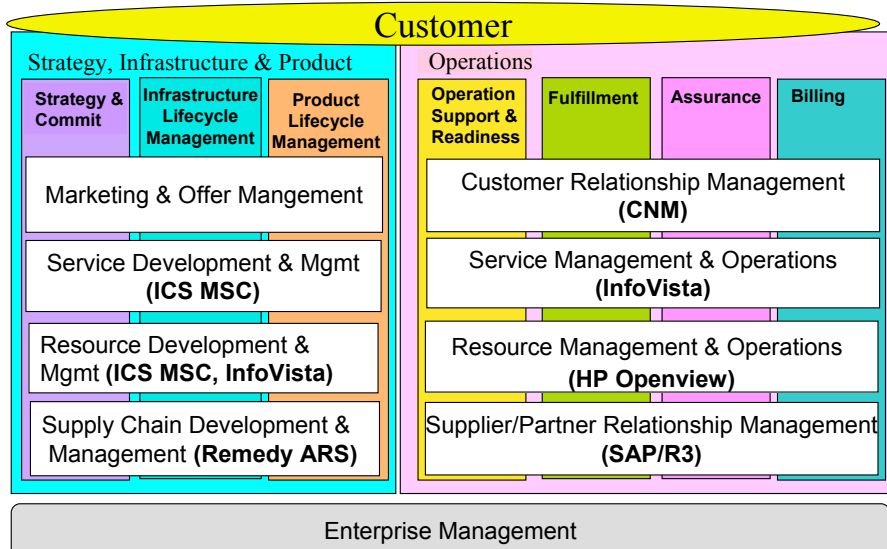 Customer
Strategy, Infrastructure & Product
Strategy &
Commit
Infrastructure
Lifecycle
Management
Product
Lifecycle
Management
Marketing & Offer Mangement
Service Development & Mgmt
(ICS MSC)
Resource Development &
Mgmt (ICS MSC, InfoVista)
Supply Chain Development &
Management (Remedy ARS)
Operations
Operation
Support &
Readiness
Fulfillment
Assurance
Billing
Customer Relationship Management
(CNM)
Service Management & Operations
(InfoVista)
Resource Management & Operations
(HP Openview)
Supplier/Partner Relationship Management
(SAP/R3)
Enterprise Management